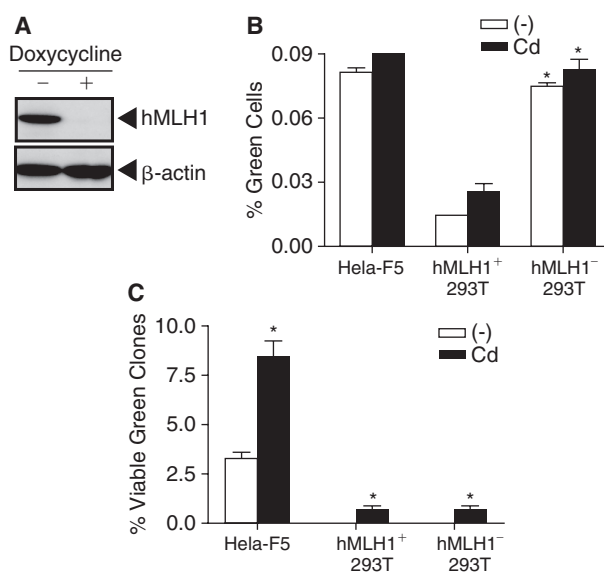 A
Doxycycline
− +
hMLH1
β-actin
B
(-)
Cd
% Green Cells
0.09
0.06
0.03
0.00
* *
Hela-F5 hMLH1+ hMLH1−
293T 293T
C
(-)
Cd
% Viable Green Clones
10.0
7.5
5.0
2.5
0.0
*
* *
Hela-F5 hMLH1+ hMLH1−
293T 293T